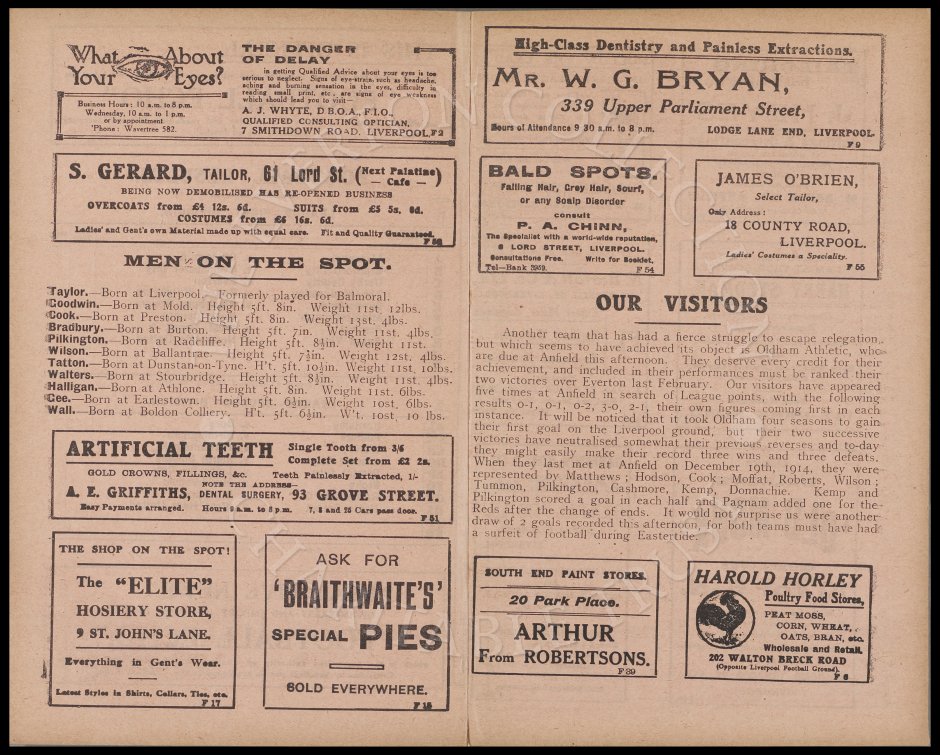 What About
Your Eyes?
Business Hours: 10 a.m. to 8 p.m.
Wednesday, 10 a.m. to 1 p.m.
or by appointment
'Phone: Wavertree 582.
THE DANGER
OF DELAY
in getting Qualified Advice about your eyes is too
serious to neglect. Signs of eye-strain, such as headache,
aching and burning sensation in the eyes, difficulty in
reading small print, etc., are signs of eye weakness
which should lead you to visit—
A. J. WHYTE, D.B.O.A., F.I.O.,
QUALIFIED CONSULTING OPTICIAN,
7 SMITHDOWN ROAD, LIVERPOOL. F 2
S. GERARD, TAILOR, 61 Lord St. (Next Palatine
— Cafe —)
BEING NOW DEMOBILISED HAS RE-OPENED BUSINESS
OVERCOATS from £4 12s. 6d. SUITS from £5 5s. 0d.
COSTUMES from £6 16s. 6d.
Ladies' and Gent's own Material made up with equal care. Fit and Quality Guaranteed.
MEN ON THE SPOT.
Taylor.—Born at Liverpool. Formerly played for Balmoral.
Goodwin.—Born at Mold. Height 5ft. 8in. Weight 11st. 12lbs.
Cook.—Born at Preston. Height 5ft. 8in. Weight 13st. 4lbs.
Bradbury.—Born at Burton. Height 5ft. 7in. Weight 11st. 4lbs.
Pilkington.—Born at Radcliffe. Height 5ft. 8½in. Weight 11st.
Wilson.—Born at Ballantrae. Height 5ft. 7½in. Weight 12st. 4lbs.
Tatton.—Born at Dunstan-on-Tyne. H't. 5ft. 10½in. Weight 11st. 10lbs.
Walters.—Born at Stourbridge. Height 5ft. 8½in. Weight 11st. 4lbs.
Halligan.—Born at Athlone. Height 5ft. 8in. Weight 11st. 6lbs.
Gee.—Born at Earlestown. Height 5ft. 6½in. Weight 10st. 6lbs.
Wall.—Born at Boldon Colliery. H't. 5ft. 6½in. W't. 10st. 10 lbs.
ARTIFICIAL TEETH Single Tooth from 3/6
Complete Set from £2 2s.
GOLD CROWNS, FILLINGS, &c. Teeth Painlessly Extracted, 1/-
NOTE THE ADDRESS—
A. E. GRIFFITHS, DENTAL SURGERY, 93 GROVE STREET.
Easy Payments arranged. Hours 9 a.m. to 8 p.m. 7, 8 and 25 Cars pass door.
F 51
THE SHOP ON THE SPOT!
The "ELITE"
HOSIERY STORE,
9 ST. JOHN'S LANE.
Everything in Gent's Wear.
Latest Styles in Shirts, Collars, Ties, etc.
F 17
ASK FOR
'BRAITHWAITE'S'
SPECIAL PIES
SOLD EVERYWHERE.
F 15
High-Class Dentistry and Painless Extractions.
MR. W. G. BRYAN,
339 Upper Parliament Street,
Hours of Attendance 9 30 a.m. to 8 p.m. LODGE LANE END, LIVERPOOL.
F 9
BALD SPOTS.
Falling Hair, Grey Hair, Scurf,
or any Scalp Disorder
consult
P. A. CHINN,
The Specialist with a world-wide reputation,
6 LORD STREET, LIVERPOOL.
Consultations Free. Write for Booklet.
Tel—Bank 3959. F 54
JAMES O'BRIEN,
Select Tailor,
Only Address:
18 COUNTY ROAD,
LIVERPOOL.
Ladies' Costumes a Speciality.
F 55
OUR VISITORS
Another team that has had a fierce struggle to escape relegation,
but which seems to have achieved its object is Oldham Athletic, who
are due at Anfield this afternoon. They deserve every credit for their
achievement, and included in their performances must be ranked their
two victories over Everton last February. Our visitors have appeared
five times at Anfield in search of League points, with the following
results 0-1, 0-1, 0-2, 3-0, 2-1, their own figures coming first in each
instance. It will be noticed that it took Oldham four seasons to gain
their first goal on the Liverpool ground, but their two successive
victories have neutralised somewhat their previous reverses and to-day
they might easily make their record three wins and three defeats.
When they last met at Anfield on December 19th, 1914, they were
represented by Matthews; Hodson, Cook; Moffat, Roberts, Wilson;
Tummon, Pilkington, Cashmore, Kemp, Donnachie. Kemp and
Pilkington scored a goal in each half and Pagnam added one for the
Reds after the change of ends. It would not surprise us were another
draw of 2 goals recorded this afternoon, for both teams must have had
a surfeit of football during Eastertide.
SOUTH END PAINT STORES.
20 Park Place.
ARTHUR
From ROBERTSONS.
F 39
HAROLD HORLEY
Poultry Food Stores,
PEAT MOSS,
CORN, WHEAT,
OATS, BRAN, etc.
Wholesale and Retail.
202 WALTON BRECK ROAD
(Opposite Liverpool Football Ground).
F 6